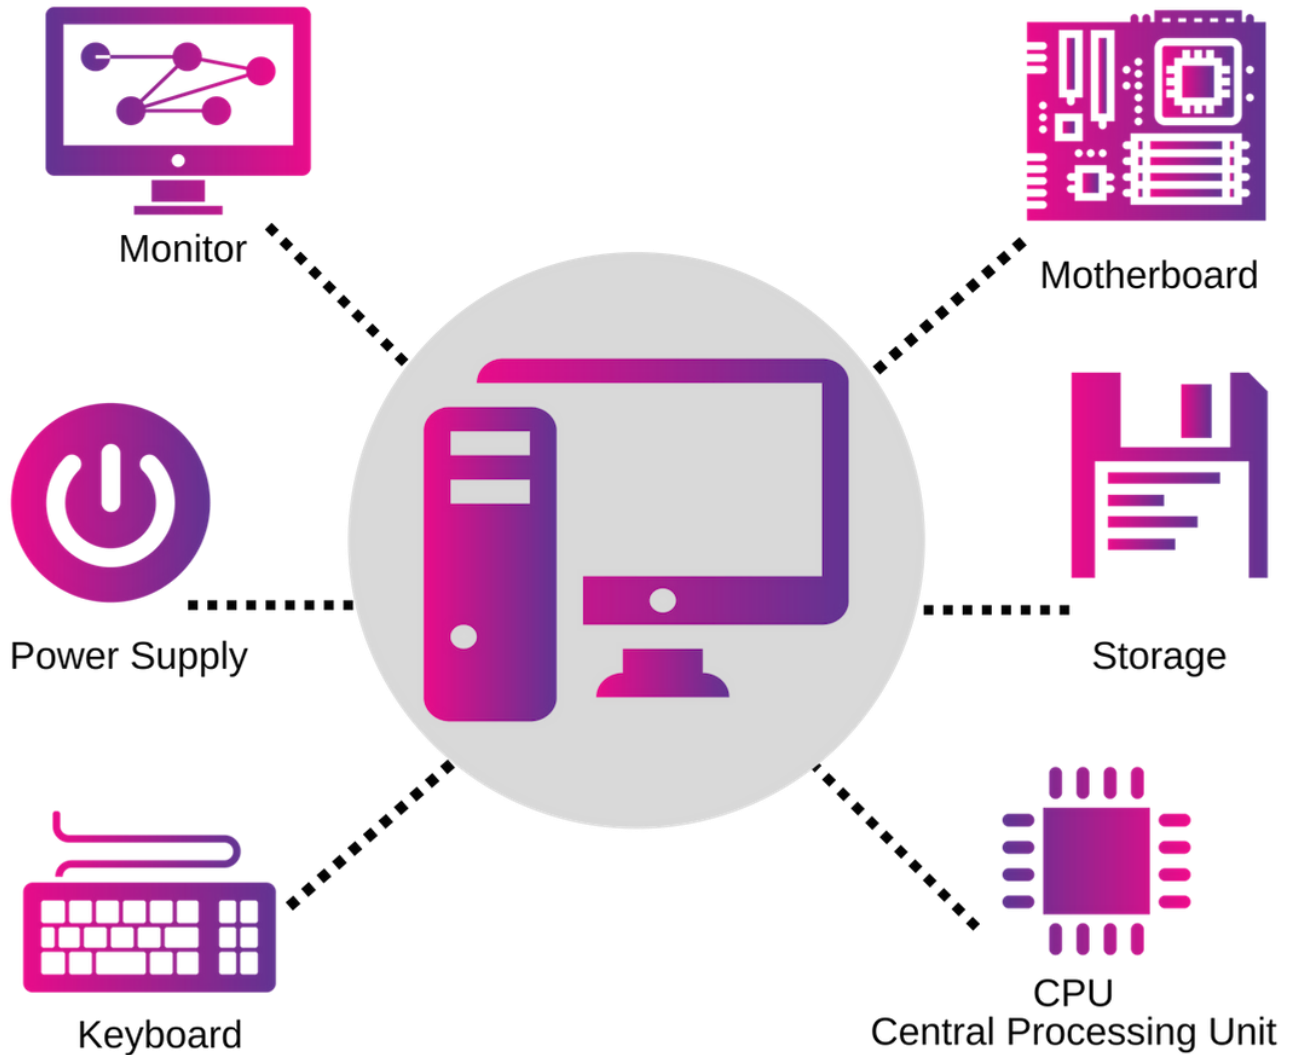 Monitor
Motherboard
Power Supply
Storage
Keyboard
CPU
Central Processing Unit